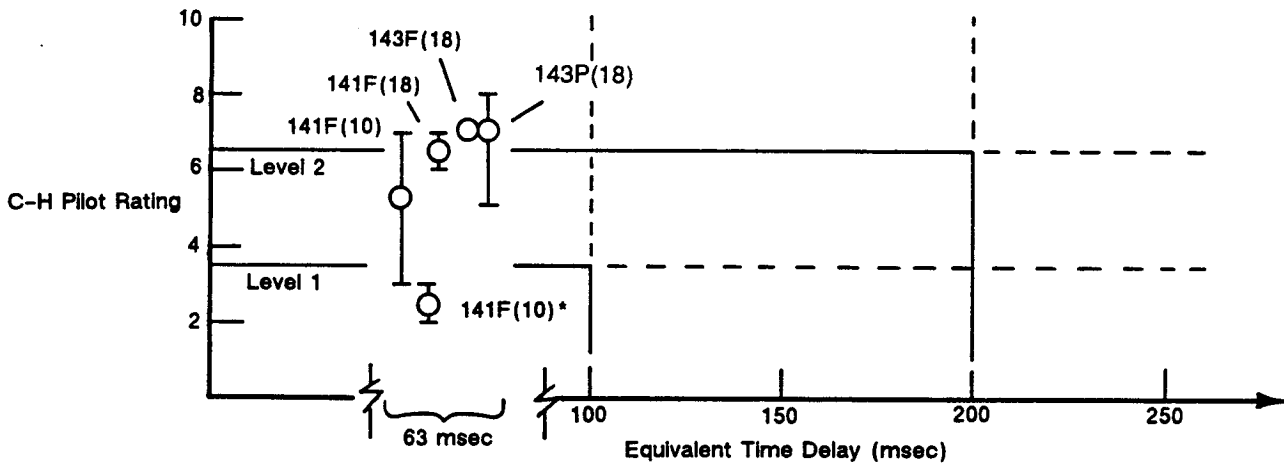 10
143F(18)
143P(18)
141F(18)
8
141F(10)
6
Level 2
C-H Pilot Rating
4
Level 1
141F(10)*
2
100
150
200
250
63 msec
Equivalent Time Delay (msec)